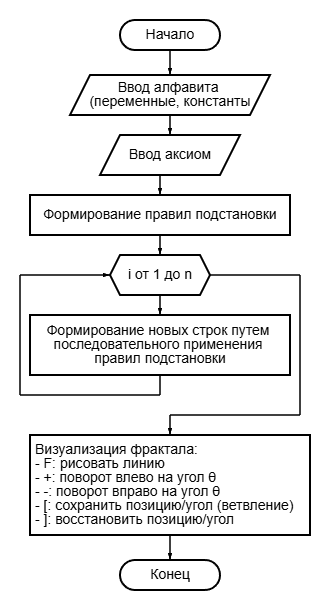 Начало
Ввод алфавита
(переменные, константы
Ввод аксиом
Формирование правил подстановки
i от 1 до n
Формирование новых строк путем
последовательного применения
правил подстановки
Визуализация фрактала:
- F: рисовать линию
- +: поворот влево на угол θ
- -: поворот вправо на угол θ
- [: сохранить позицию/угол (ветвление)
- ]: восстановить позицию/угол
Конец